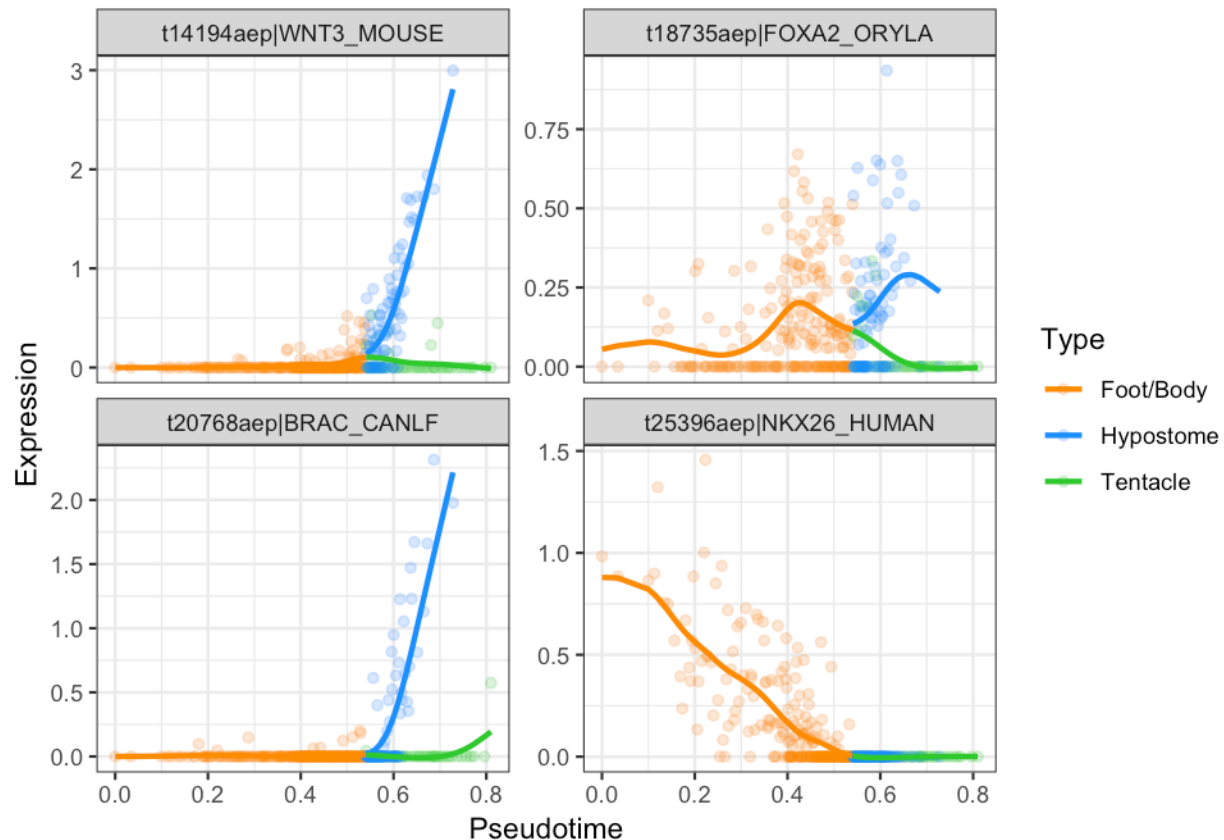 t14194aep|WNT3_MOUSE
t18735aep|FOXA2_ORYLA
3
2
1
0
0.75
0.50
0.25
0.00
Expression
t20768aep|BRAC_CANLF
t25396aep|NKX26_HUMAN
2.0
1.5
1.0
0.5
0.0
1.5
1.0
0.5
0.0
0.0 0.2 0.4 0.6 0.8
0.0 0.2 0.4 0.6 0.8
Pseudotime
Type
Foot/Body
Hypostome
Tentacle